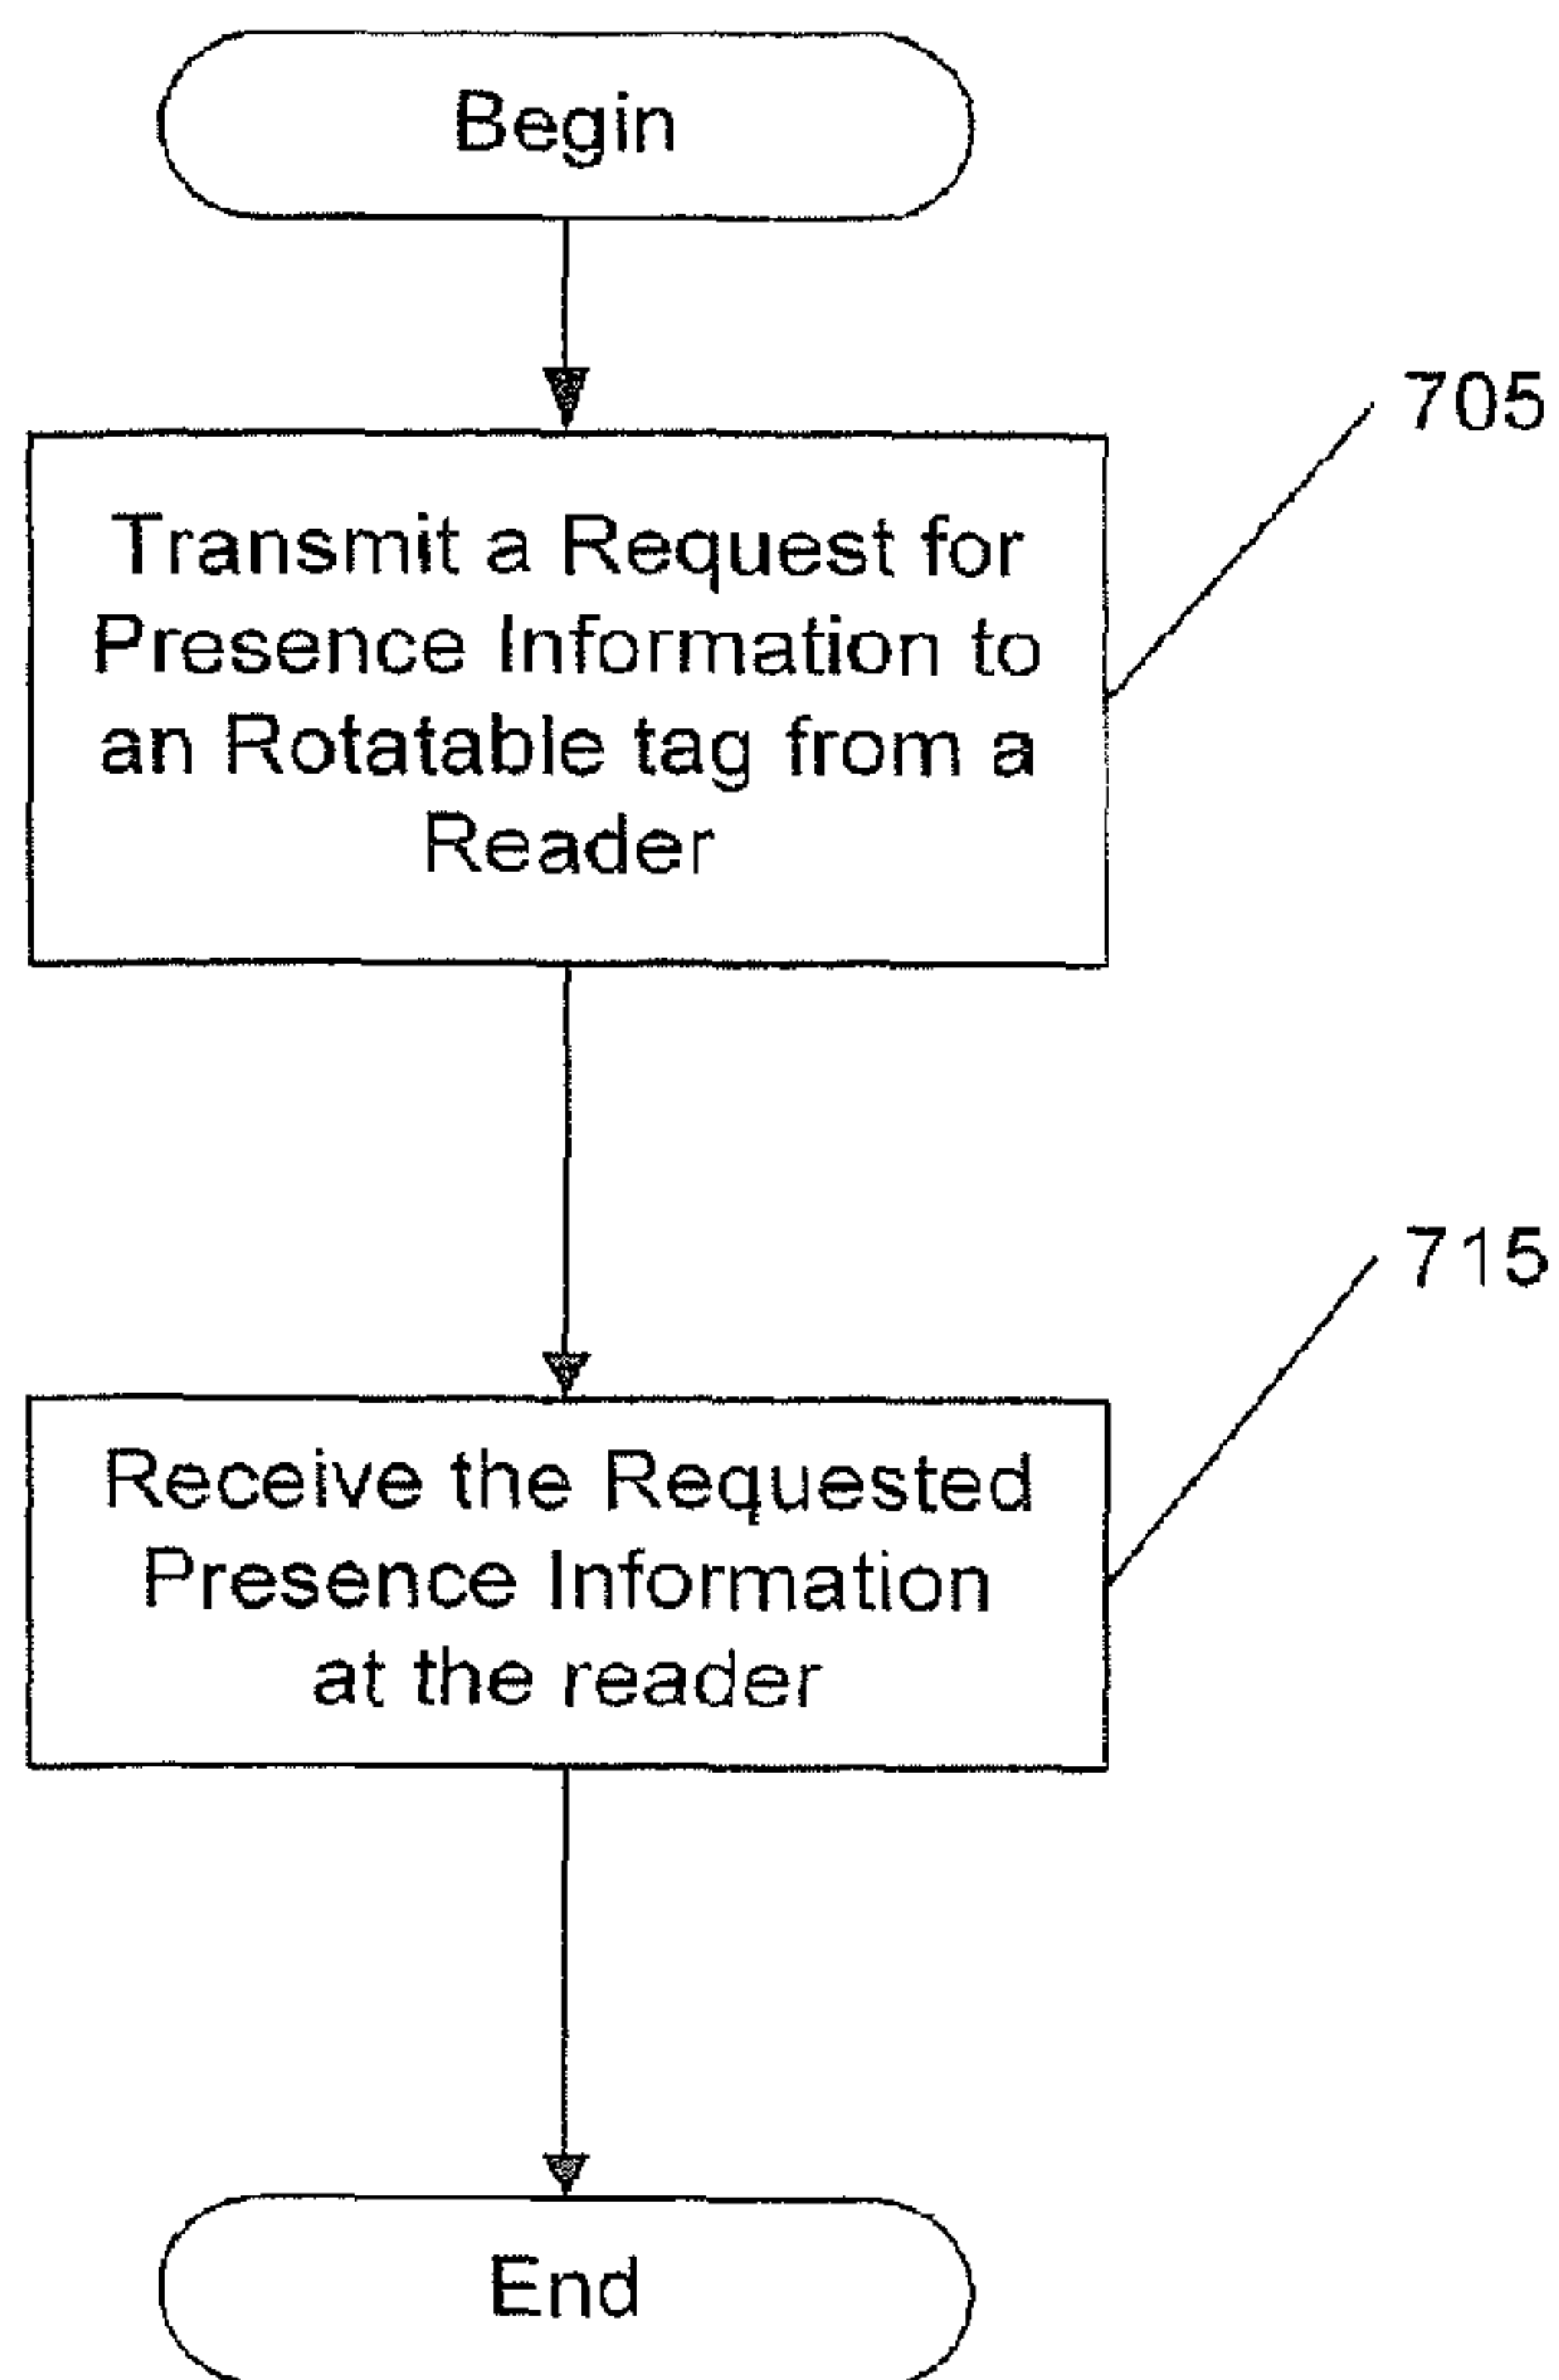 Begin
705
Transmit a Request for
Presence Information to
an Rotatable tag from a
Reader
715
Receive the Requested
Presence Information
at the reader
End